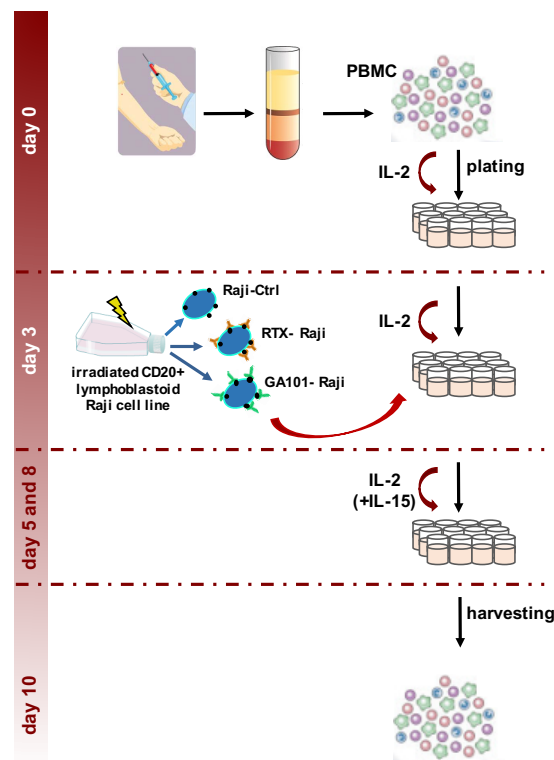 day 0
PBMC
IL-2
plating
day 3
Raji-Ctrl
RTX- Raji
GA101- Raji
irradiated CD20+
lymphoblastoid
Raji cell line
IL-2
day 5 and 8
IL-2
(+IL-15)
day 10
harvesting